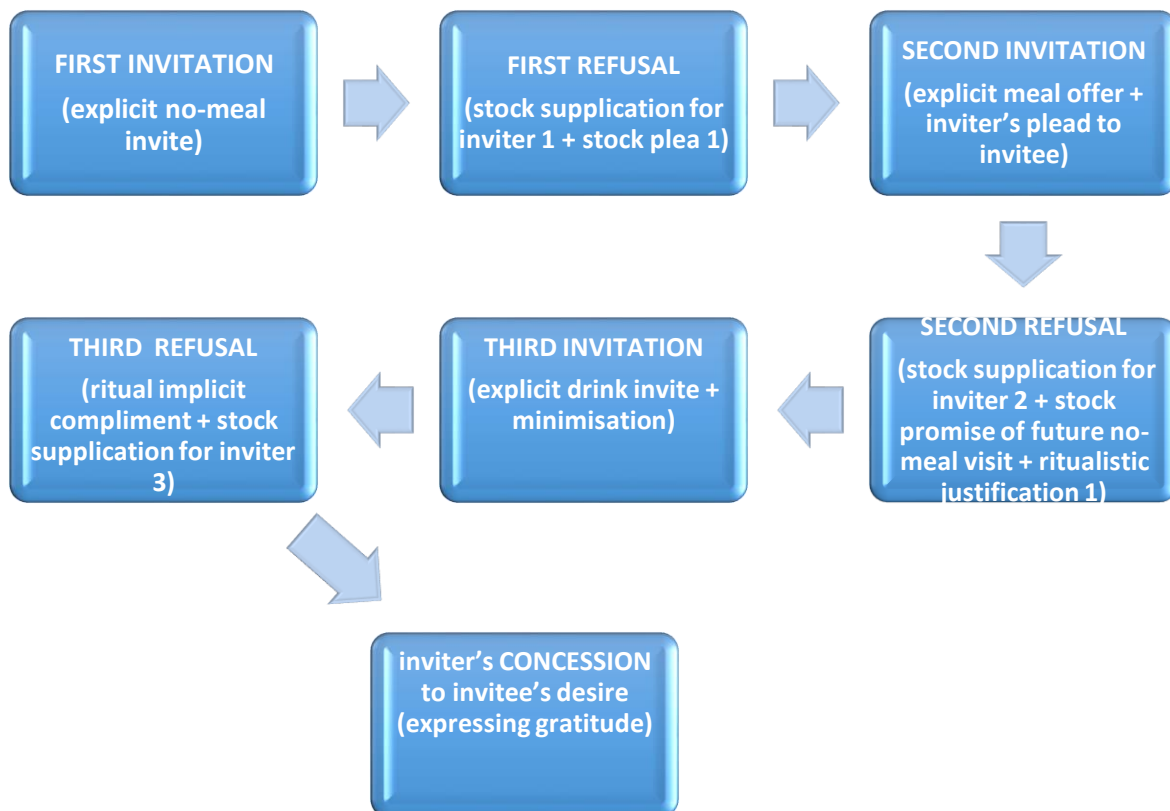 FIRST INVITATION
(explicit no-meal
invite)
FIRST REFUSAL
(stock supplication for
inviter 1 + stock plea 1)
SECOND INVITATION
(explicit meal offer +
inviter's plead to
invitee)
SECOND REFUSAL
(stock supplication for
inviter 2 + stock
promise of future no-
meal visit + ritualistic
justification 1)
THIRD INVITATION
(explicit drink invite +
minimisation)
THIRD  REFUSAL
(ritual implicit
compliment + stock
supplication for inviter
3)
inviter's CONCESSION
to invitee's desire
(expressing gratitude)